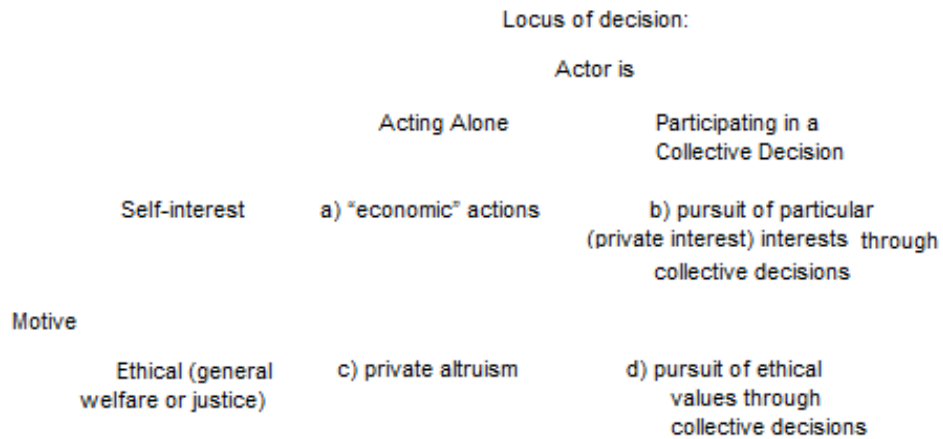 Locus of decision:
Actor is
Acting Alone
Participating in a
Collective Decision
Self-interest
a) "economic" actions
b) pursuit of particular
(private interest) interests through
collective decisions
Motive
Ethical (general
welfare or justice)
c) private altruism
d) pursuit of ethical
values through
collective decisions